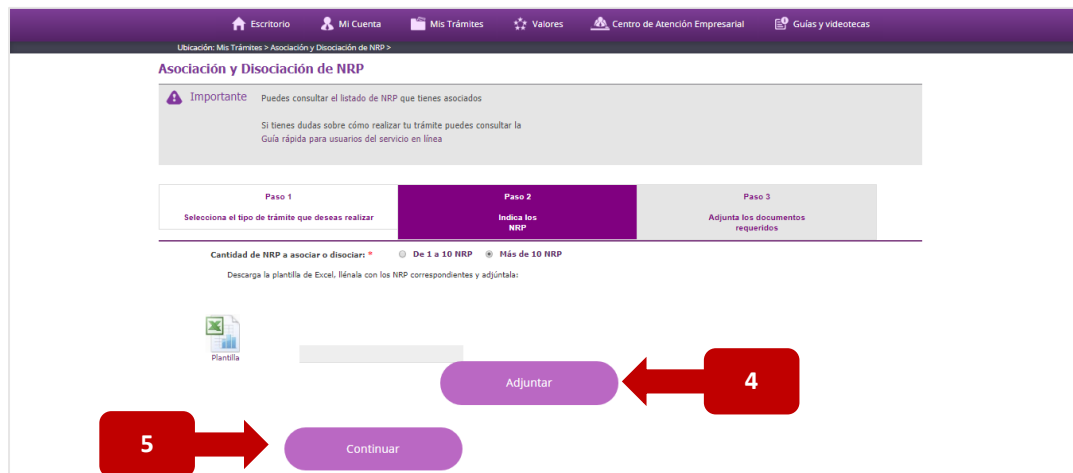 Escritorio Mi Cuenta Mis Trámites Valores Centro de Atención Empresarial Guías y videotecas
Ubicación: Mis Trámites > Asociación y Disociación de NRP >
Asociación y Disociación de NRP
Importante Puedes consultar el listado de NRP que tienes asociados
Si tienes dudas sobre cómo realizar tu trámite puedes consultar la
Guía rápida para usuarios del servicio en línea
Paso 1 Paso 2 Paso 3
Selecciona el tipo de trámite que deseas realizar Indica los Adjunta los documentos
NRP requeridos
Cantidad de NRP a asociar o disociar: * De 1 a 10 NRP Más de 10 NRP
Descarga la plantilla de Excel, llénala con los NRP correspondientes y adjúntala:
Plantilla
Adjuntar 4
5 Continuar